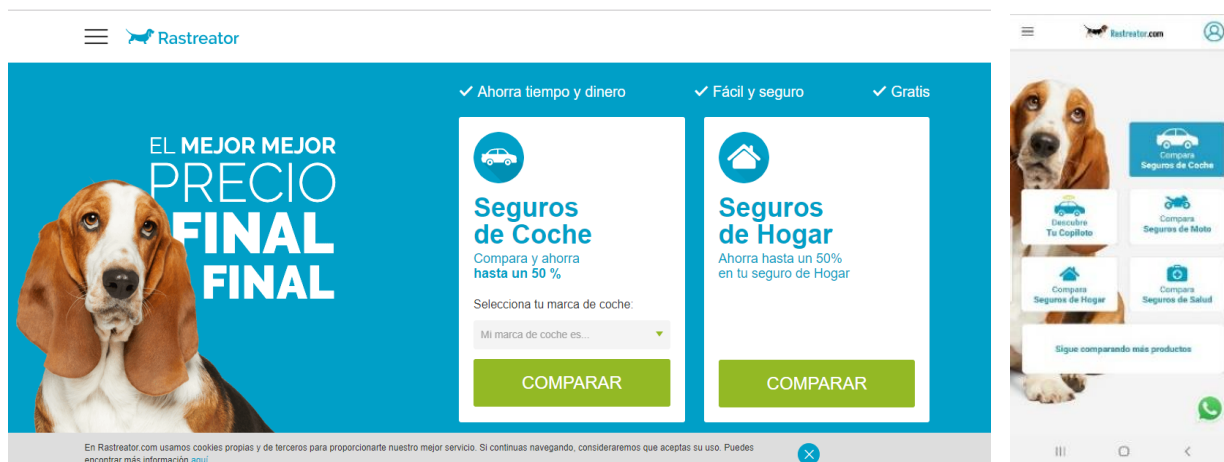 Rastreator
Ahorra tiempo y dinero
Fácil y seguro
Gratis
EL MEJOR MEJOR
PRECIO
FINAL
FINAL
Seguros
de Coche
Compara y ahorra
hasta un 50 %
Selecciona tu marca de coche:
Mi marca de coche es...
COMPARAR
Seguros
de Hogar
Ahorra hasta un 50%
en tu seguro de Hogar
COMPARAR
En Rastreator.com usamos cookies propias y de terceros para proporcionarte nuestro mejor servicio. Si continuas navegando, consideraremos que aceptas su uso. Puedes
encontrar más información aquí
Rastreator.com
Compara
Seguros de Coche
Descubre
Tu Copiloto
Compara
Seguros de Moto
Compara
Seguros de Hogar
Compara
Seguros de Salud
Sigue comparando más productos